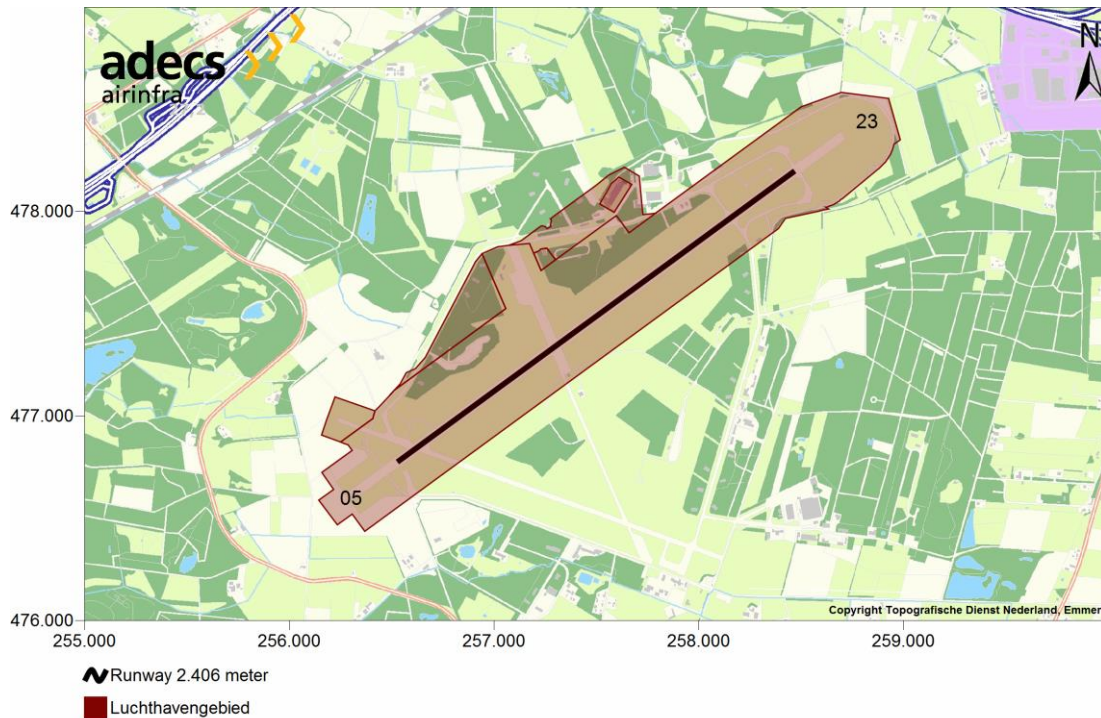 adecs
airinfra
N
23
478.000
477.000
05
476.000
Copyright Topografische Dienst Nederland, Emmer
255.000
256.000
257.000
258.000
259.000
Runway 2.406 meter
Luchthavengebied